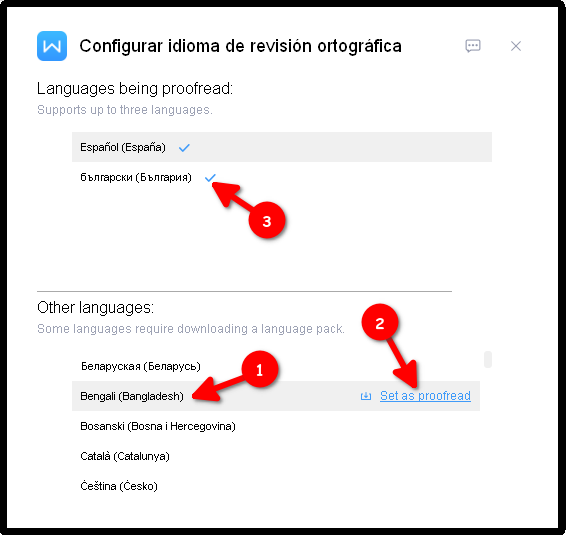 Configurar idioma de revisión ortográfica
Languages being proofread:
Supports up to three languages.
Español (España)
български (България)
3
Other languages:
Some languages require downloading a language pack.
2
Беларуская (Беларусь)
1
Bengali (Bangladesh) Set as proofread
Bosanski (Bosna i Hercegovina)
Català (Catalunya)
Čeština (Česko)